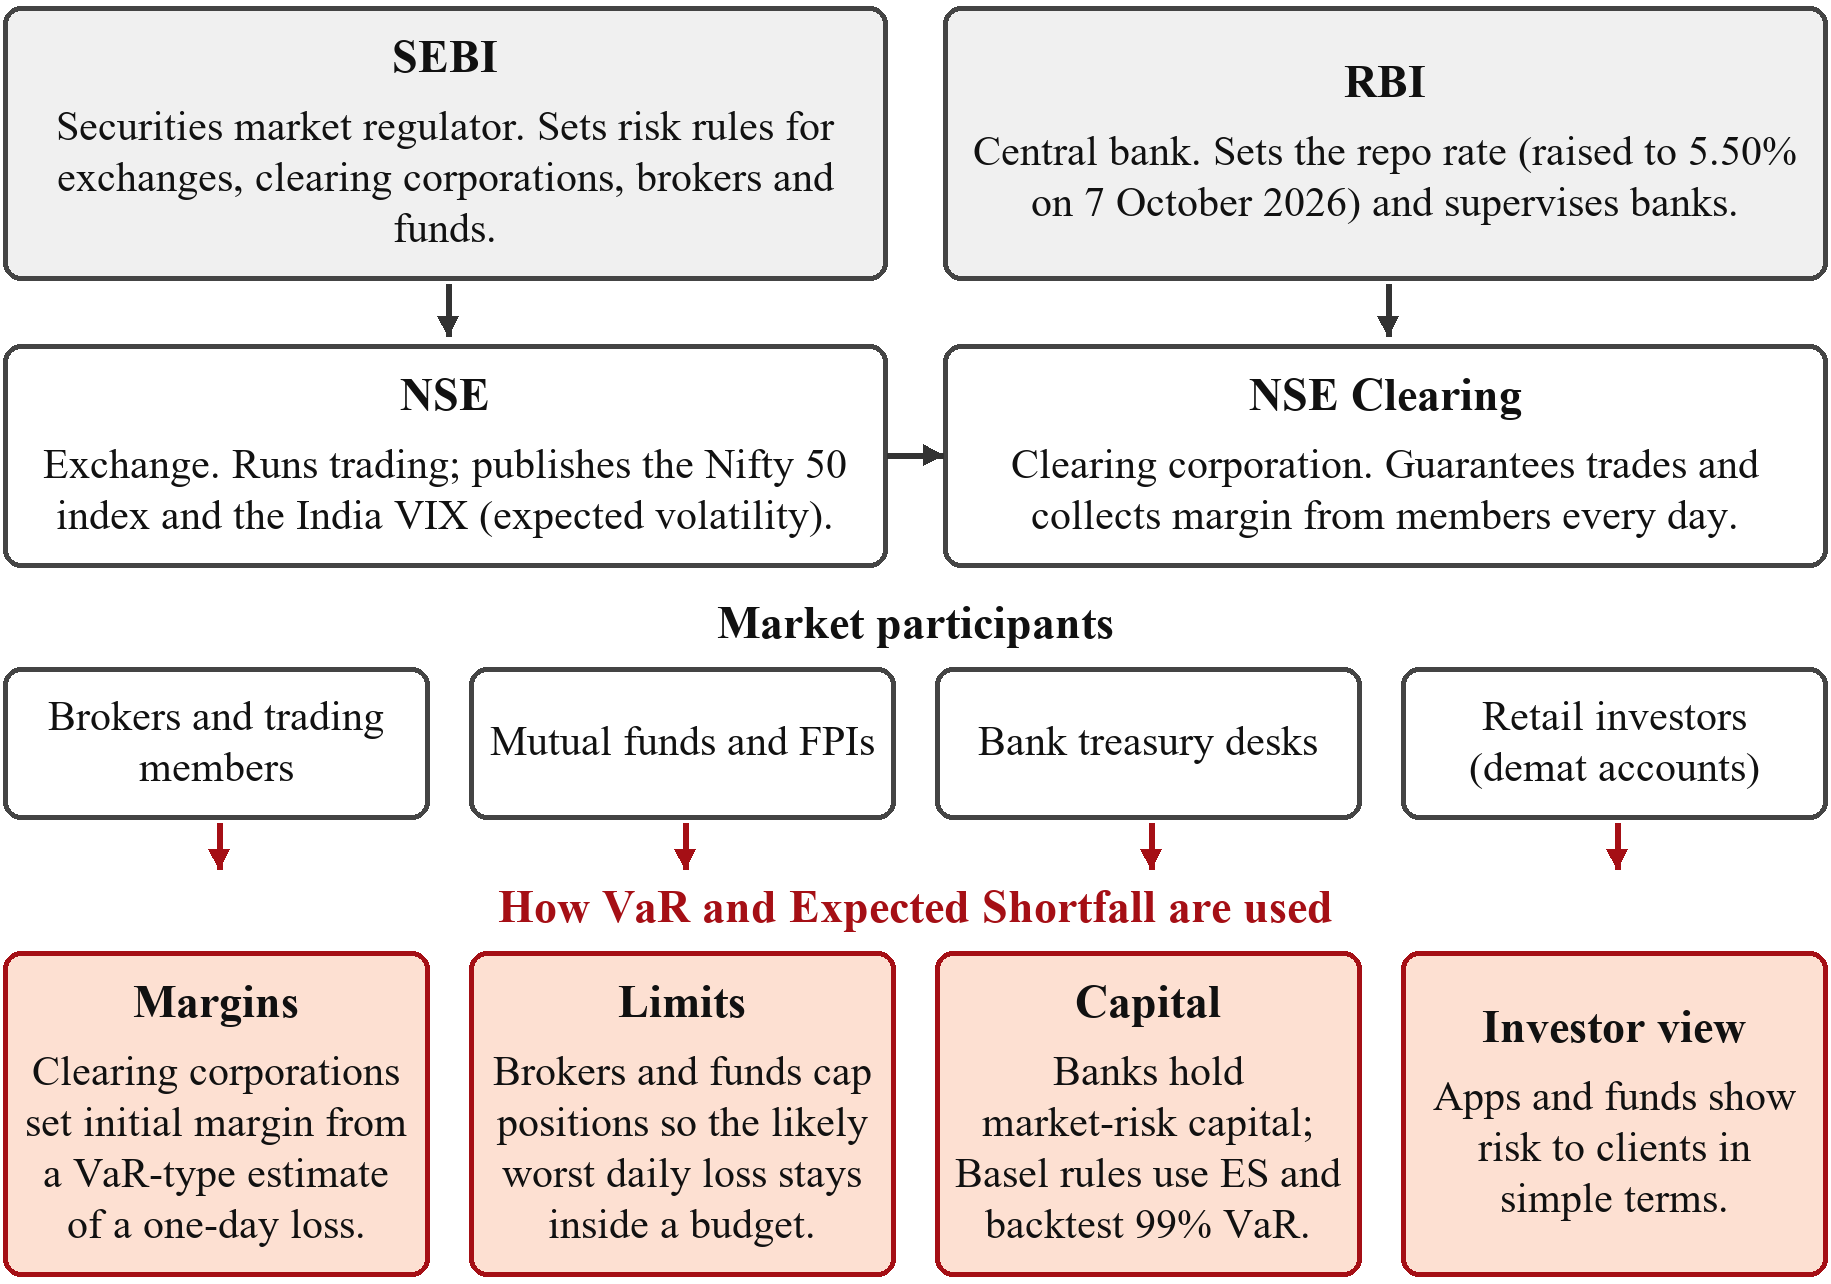 SEBI
Securities market regulator. Sets risk rules for
exchanges, clearing corporations, brokers and
funds.
RBI
Central bank. Sets the repo rate (raised to 5.50%
on 7 October 2026) and supervises banks.
NSE
Exchange. Runs trading; publishes the Nifty 50
index and the India VIX (expected volatility).
NSE Clearing
Clearing corporation. Guarantees trades and
collects margin from members every day.
Market participants
Brokers and trading
members
Mutual funds and FPIs
Bank treasury desks
Retail investors
(demat accounts)
How VaR and Expected Shortfall are used
Margins
Clearing corporations
set initial margin from
a VaR-type estimate
of a one-day loss.
Limits
Brokers and funds cap
positions so the likely
worst daily loss stays
inside a budget.
Capital
Banks hold
market-risk capital;
Basel rules use ES and
backtest 99% VaR.
Investor view
Apps and funds show
risk to clients in
simple terms.